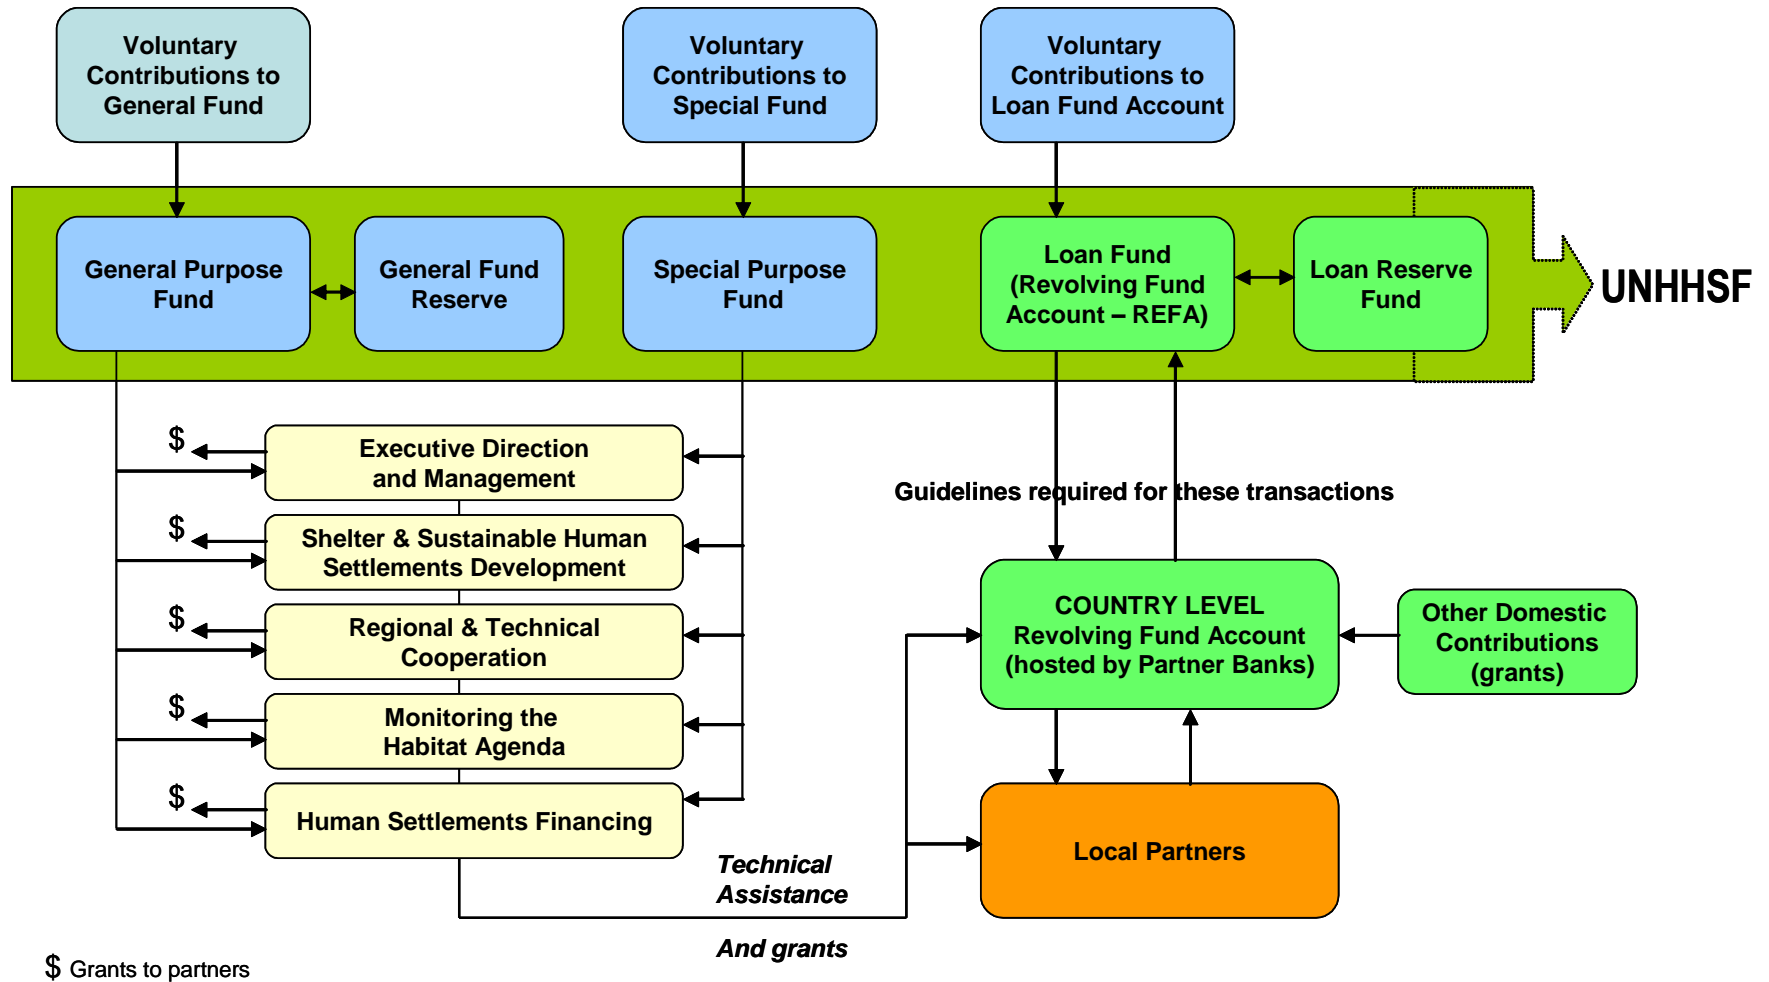 Voluntary
Contributions to
General Fund
Voluntary
Contributions to
Special Fund
Voluntary
Contributions to
Loan Fund Account
General Purpose
Fund
General Fund
Reserve
Special Purpose
Fund
Loan Fund
(Revolving Fund
Account – REFA)
Loan Reserve
Fund
UNHHSF
$
Executive Direction
and Management
$
Shelter & Sustainable Human
Settlements Development
$
Regional & Technical
Cooperation
$
Monitoring the
Habitat Agenda
$
Human Settlements Financing
Guidelines required for these transactions
COUNTRY LEVEL
Revolving Fund Account
(hosted by Partner Banks)
Other Domestic
Contributions
(grants)
Local Partners
Technical
Assistance
And grants
$ Grants to partners